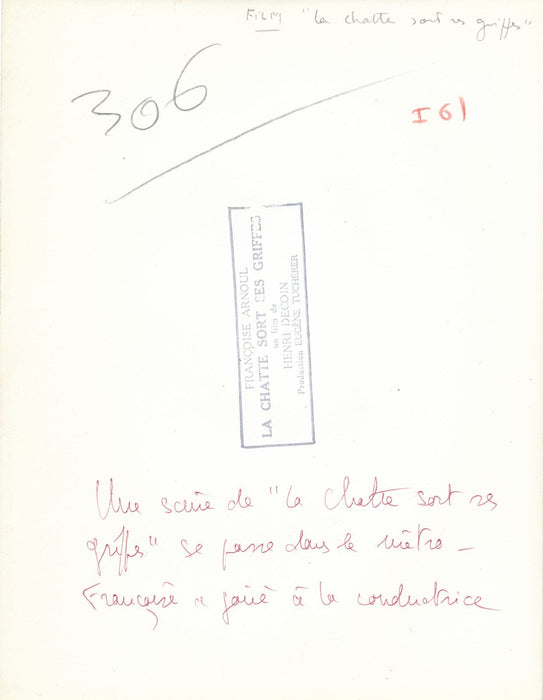 FILM "La chatte sort ses griffes"
306
I 61
FRANÇOISE ARNOUL
LA CHATTE SORT SES GRIFFES
un film de
HENRI DECOIN
Production EUGÈNE TUCHERER
Une scène de "La Chatte sort ses
griffes" se passe dans le métro —
Françoise a joué à la conductrice